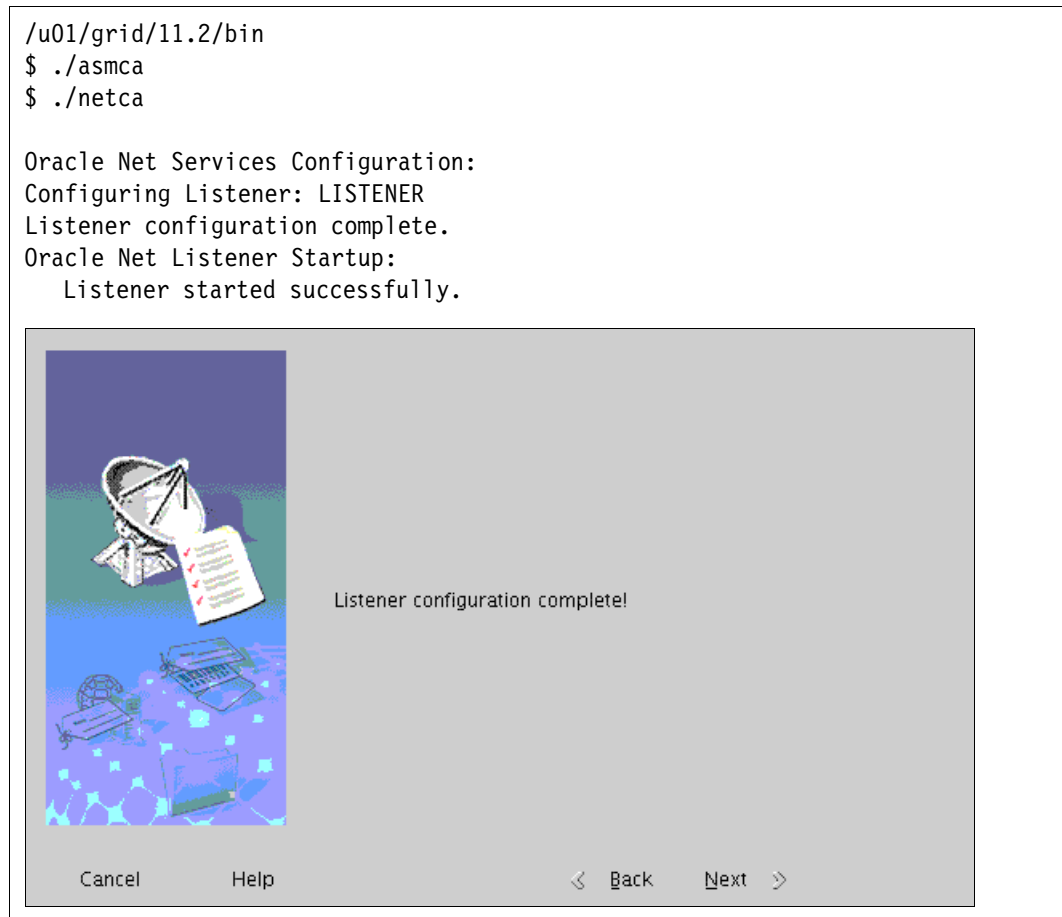 /u01/grid/11.2/bin
$ ./asmca
$ ./netca
Oracle Net Services Configuration:
Configuring Listener: LISTENER
Listener configuration complete.
Oracle Net Listener Startup:
Listener started successfully.
Listener configuration complete!
Cancel Help Back Next